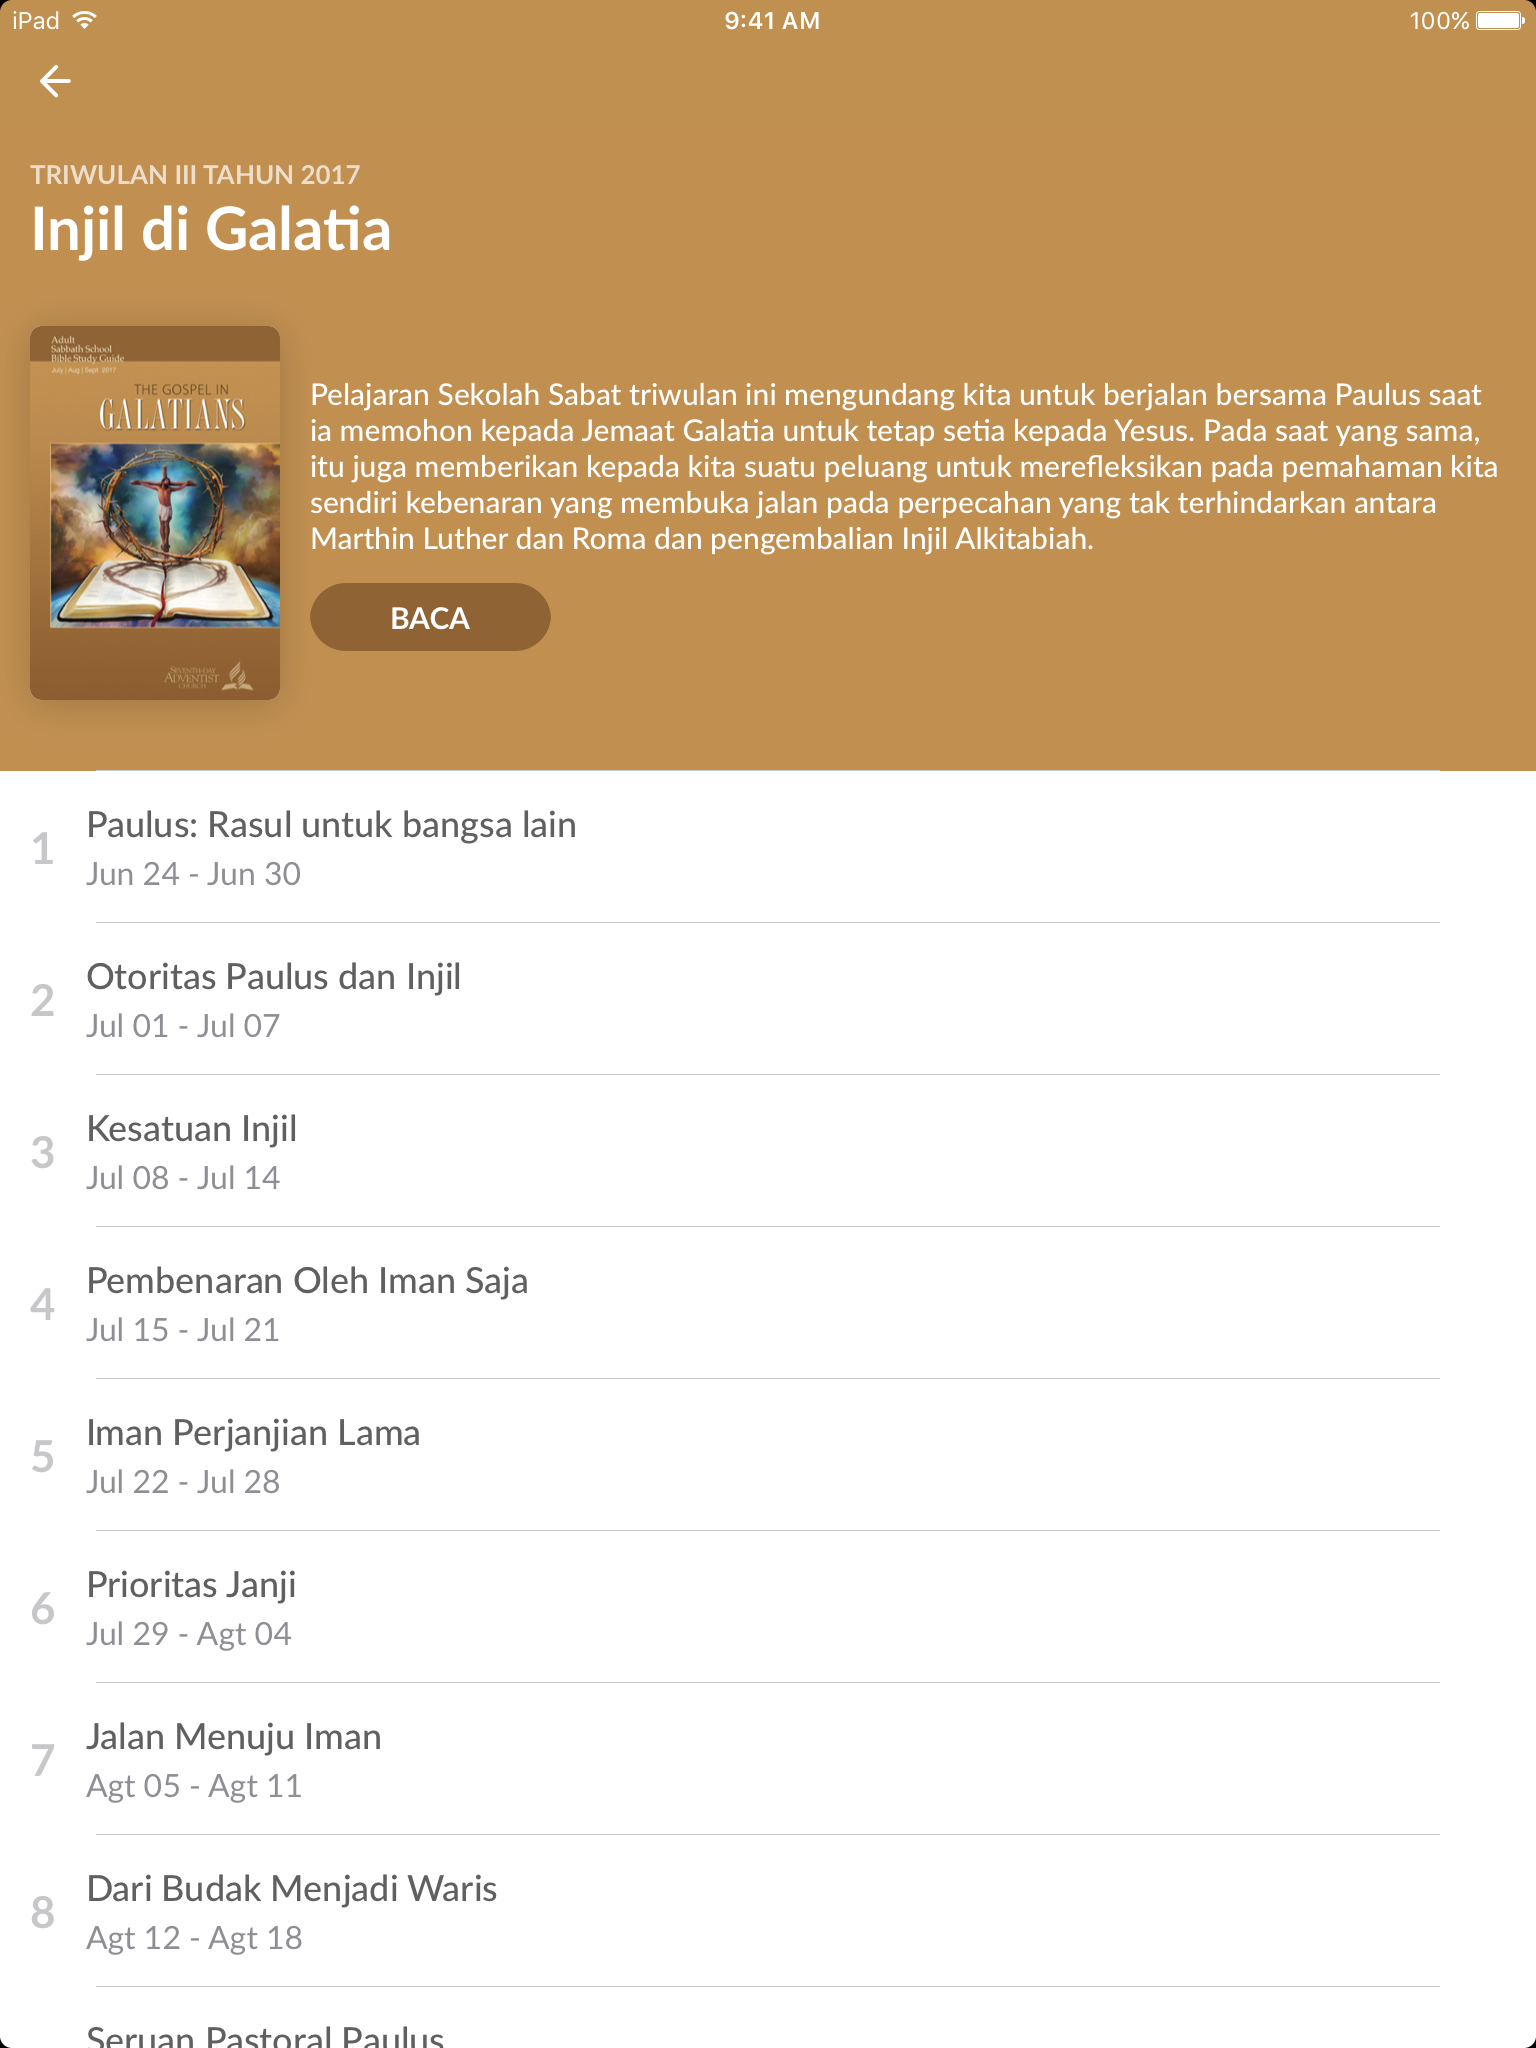 iPad
9:41 AM
100%
TRIWULAN III TAHUN 2017
Injil di Galatia
Adult
Sabbath School
Bible Study Guide
July | Aug | Sept 2017
THE GOSPEL IN
GALATIANS
SEVENTH-DAY
ADVENTIST
CHURCH
Pelajaran Sekolah Sabat triwulan ini mengundang kita untuk berjalan bersama Paulus saat
ia memohon kepada Jemaat Galatia untuk tetap setia kepada Yesus. Pada saat yang sama,
itu juga memberikan kepada kita suatu peluang untuk merefleksikan pada pemahaman kita
sendiri kebenaran yang membuka jalan pada perpecahan yang tak terhindarkan antara
Marthin Luther dan Roma dan pengembalian Injil Alkitabiah.
BACA
1
Paulus: Rasul untuk bangsa lain
Jun 24 - Jun 30
2
Otoritas Paulus dan Injil
Jul 01 - Jul 07
3
Kesatuan Injil
Jul 08 - Jul 14
4
Pembenaran Oleh Iman Saja
Jul 15 - Jul 21
5
Iman Perjanjian Lama
Jul 22 - Jul 28
6
Prioritas Janji
Jul 29 - Agt 04
7
Jalan Menuju Iman
Agt 05 - Agt 11
8
Dari Budak Menjadi Waris
Agt 12 - Agt 18
Seruan Pastoral Paulus